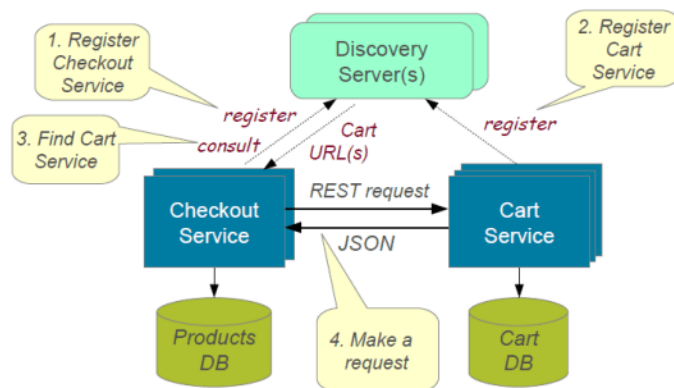 1. Register
Checkout
Service
Discovery
Server(s)
2. Register
Cart
Service
register
consult
Cart
URL(s)
register
3. Find Cart
Service
Checkout
Service
REST request
JSON
Cart
Service
Products
DB
4. Make a
request
Cart
DB